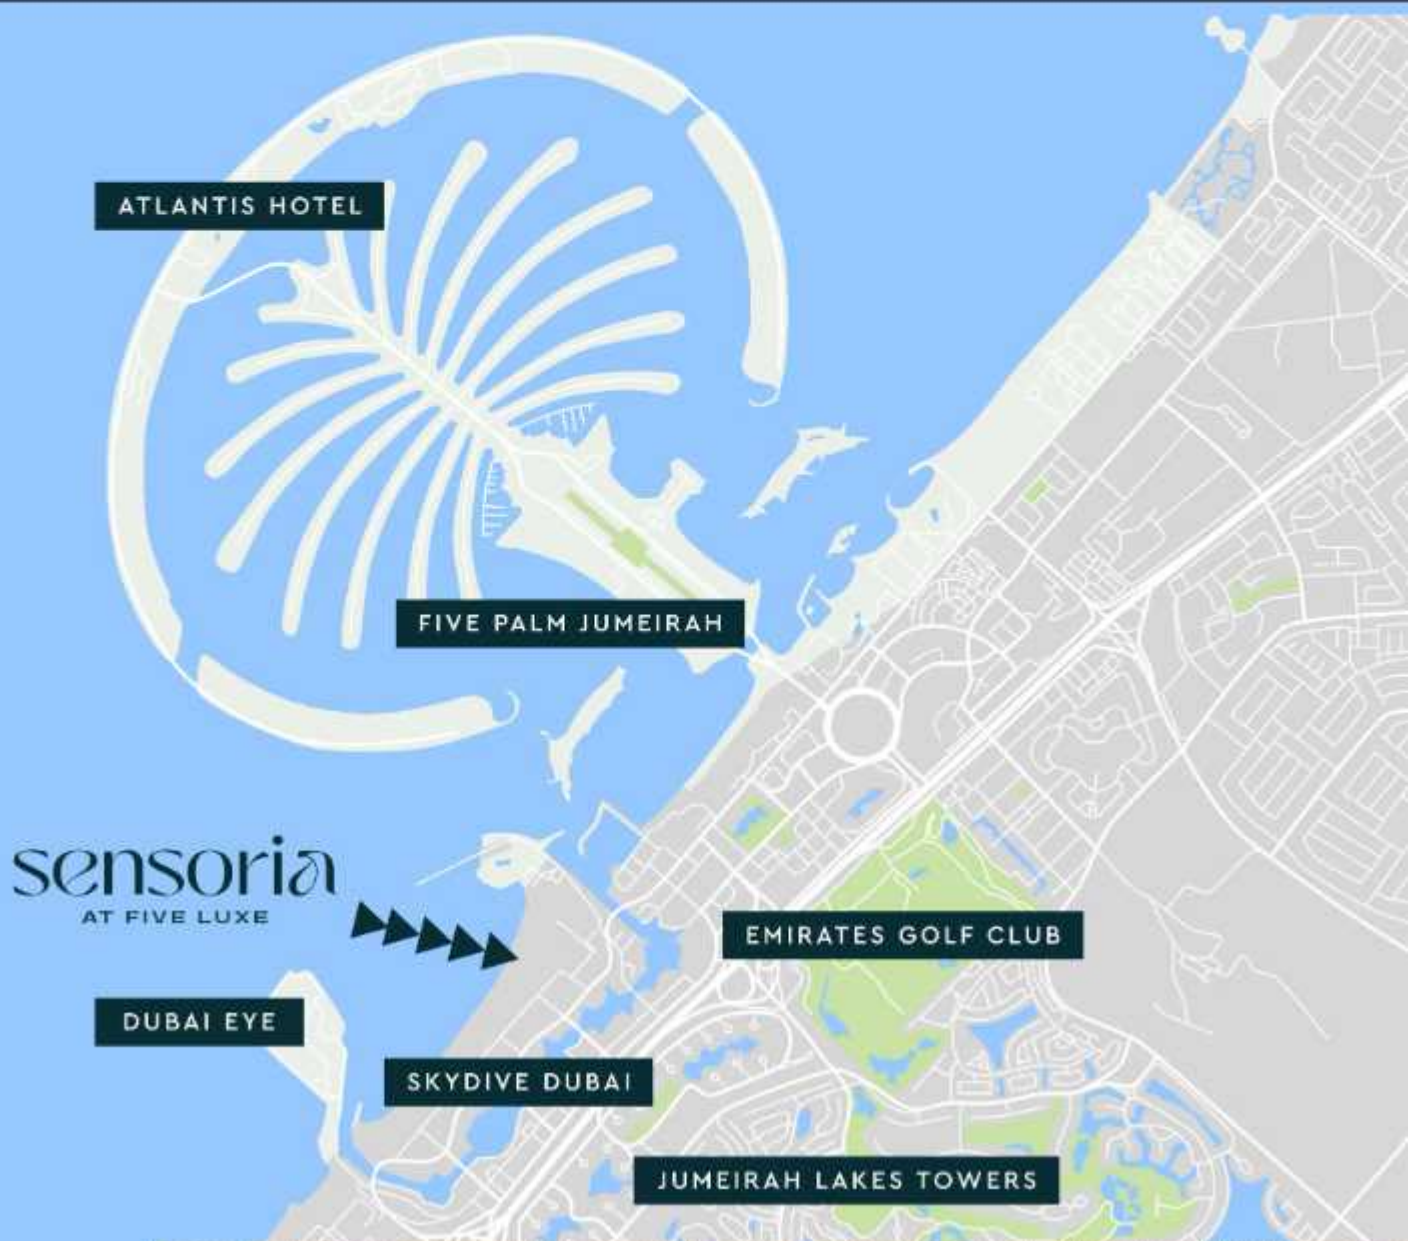 ATLANTIS HOTEL
FIVE PALM JUMEIRAH
sensoria
AT FIVE LUXE
EMIRATES GOLF CLUB
DUBAI EYE
SKYDIVE DUBAI
JUMEIRAH LAKES TOWERS